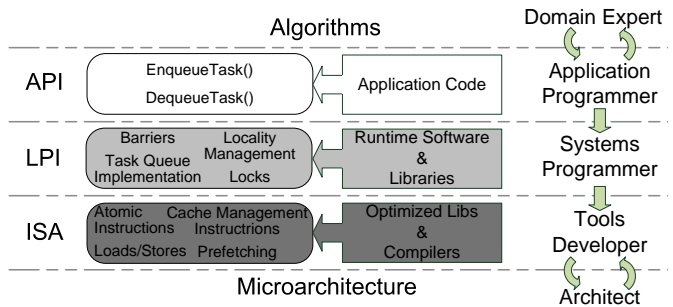 Algorithms
Domain Expert
API
EnqueueTask()
DequeueTask()
Application Code
Application
Programmer
LPI
Barriers
Locality
Management
Task Queue
Implementation
Locks
Runtime Software
&
Libraries
Systems
Programmer
ISA
Atomic
Instructions
Cache Management
Instructrions
Loads/Stores
Prefetching
Optimized Libs
&
Compilers
Tools
Developer
Microarchitecture
Architect